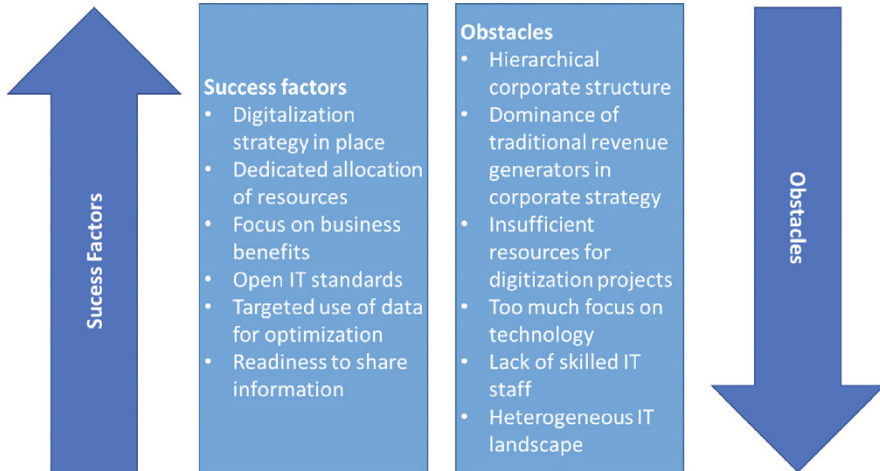 Sucess Factors
Success factors
• Digitalization
strategy in place
• Dedicated allocation
of resources
• Focus on business
benefits
• Open IT standards
• Targeted use of data
for optimization
• Readiness to share
information
Obstacles
• Hierarchical
corporate structure
• Dominance of
traditional revenue
generators in
corporate strategy
• Insufficient
resources for
digitization projects
• Too much focus on
technology
• Lack of skilled IT
staff
• Heterogeneous IT
landscape
Obstacles